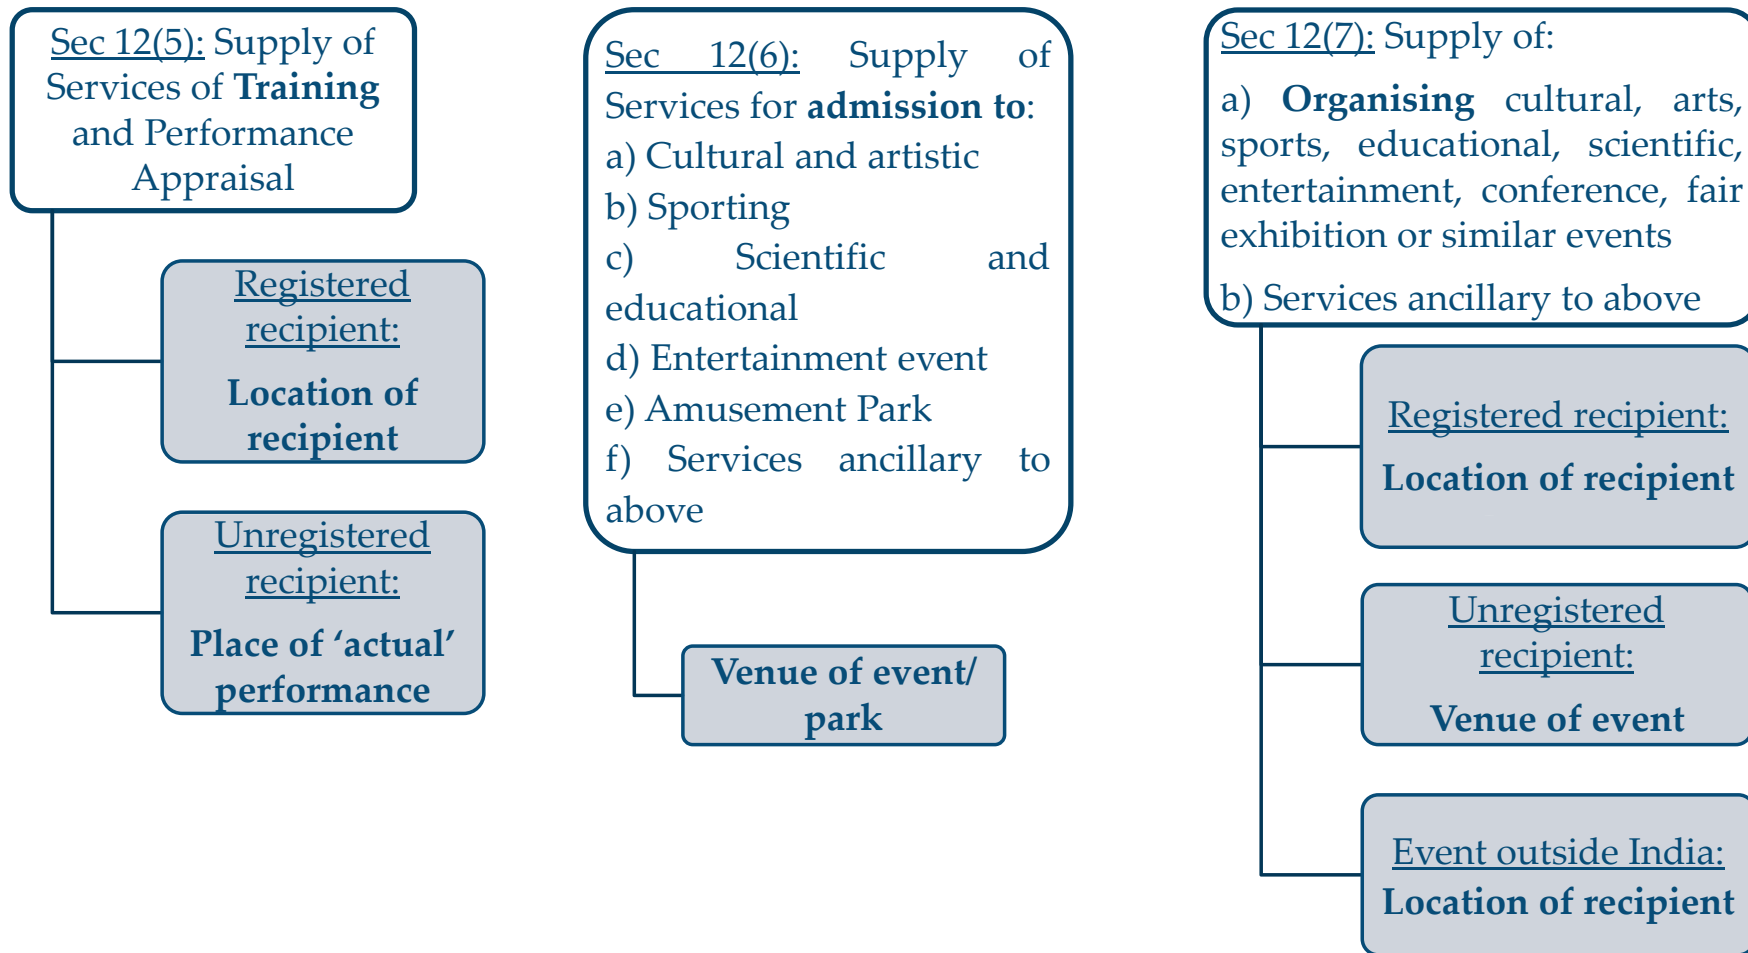 Sec 12(5): Supply of
Services of Training
and Performance
Appraisal
Registered
recipient:
Location of
recipient
Unregistered
recipient:
Place of ‘actual’
performance
Sec 12(6): Supply of
Services for admission to:
a) Cultural and artistic
b) Sporting
c) Scientific and
educational
d) Entertainment event
e) Amusement Park
f) Services ancillary to
above
Venue of event/
park
Sec 12(7): Supply of:
a) Organising cultural, arts,
sports, educational, scientific,
entertainment, conference, fair
exhibition or similar events
b) Services ancillary to above
Registered recipient:
Location of recipient
Unregistered
recipient:
Venue of event
Event outside India:
Location of recipient